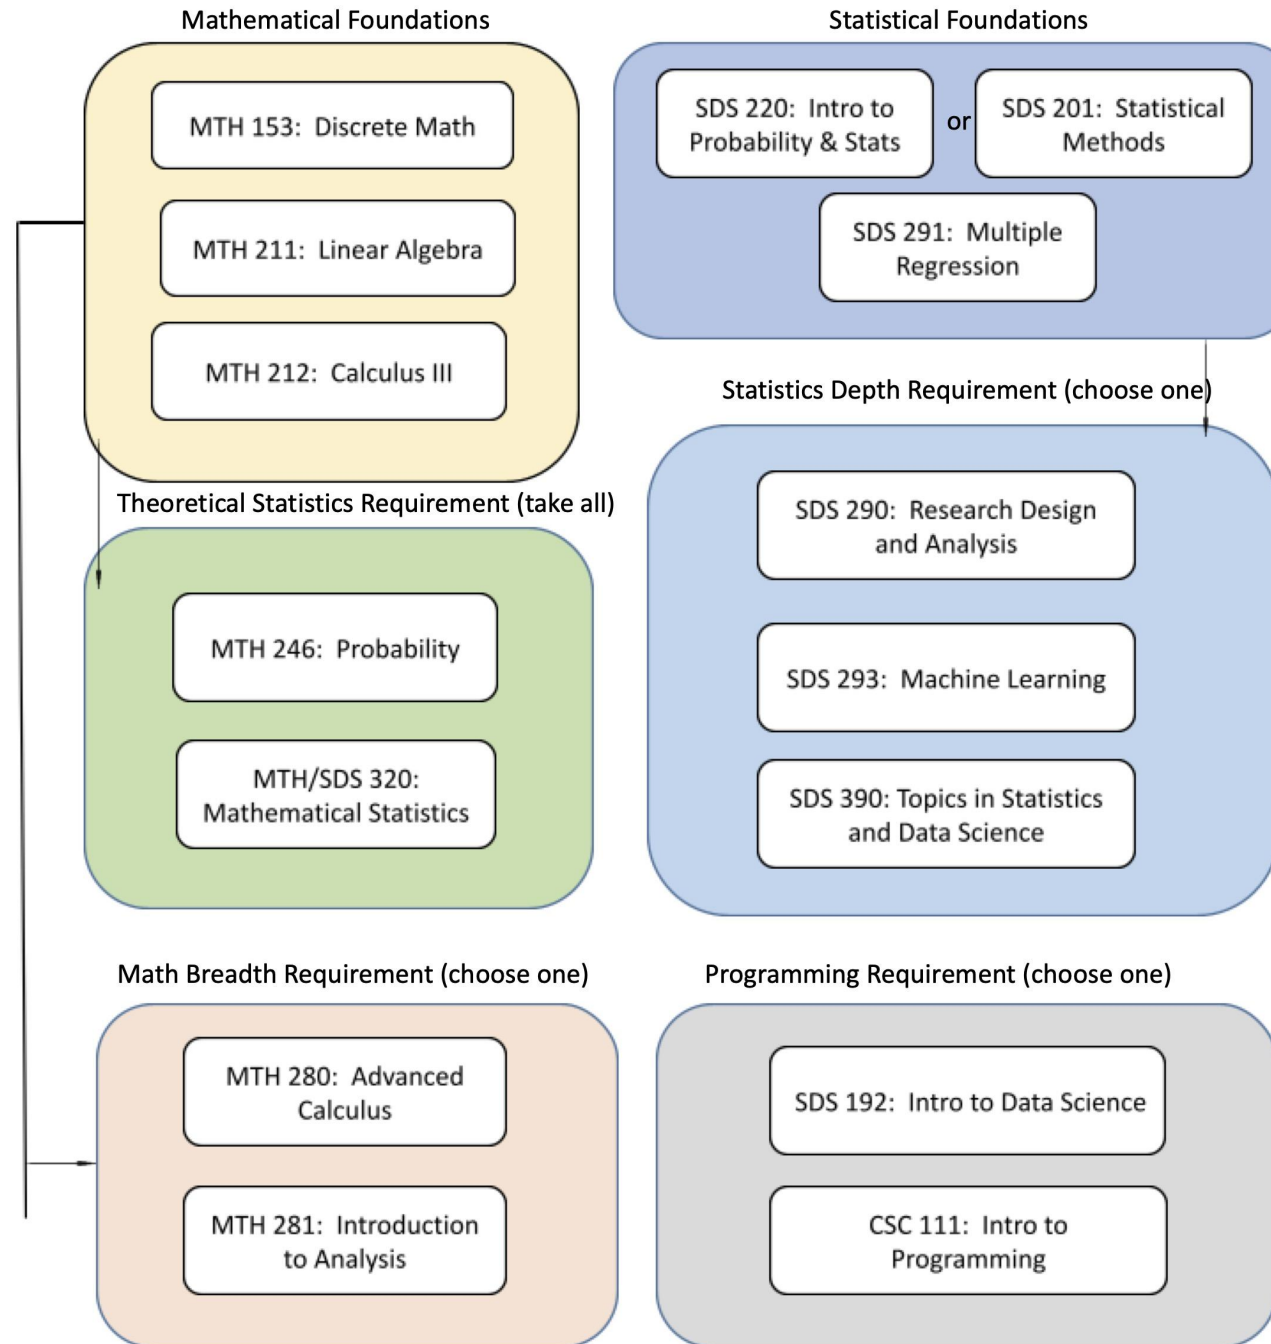 Mathematical Foundations
MTH 153: Discrete Math
MTH 211: Linear Algebra
MTH 212: Calculus III
Statistical Foundations
SDS 220: Intro to
Probability & Stats
or
SDS 201: Statistical
Methods
SDS 291: Multiple
Regression
Theoretical Statistics Requirement (take all)
MTH 246: Probability
MTH/SDS 320:
Mathematical Statistics
Statistics Depth Requirement (choose one)
SDS 290: Research Design
and Analysis
SDS 293: Machine Learning
SDS 390: Topics in Statistics
and Data Science
Math Breadth Requirement (choose one)
MTH 280: Advanced
Calculus
MTH 281: Introduction
to Analysis
Programming Requirement (choose one)
SDS 192: Intro to Data Science
CSC 111: Intro to
Programming